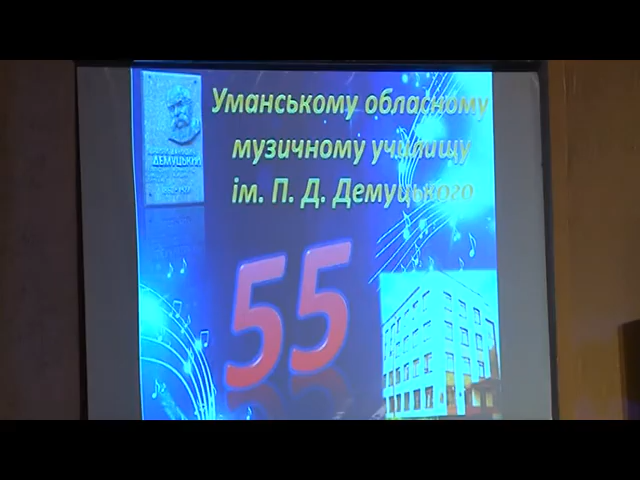 ДЕМУЦЬКИЙ
Уманському обласному
музичному училищу
ім. П. Д. Демуцького
55